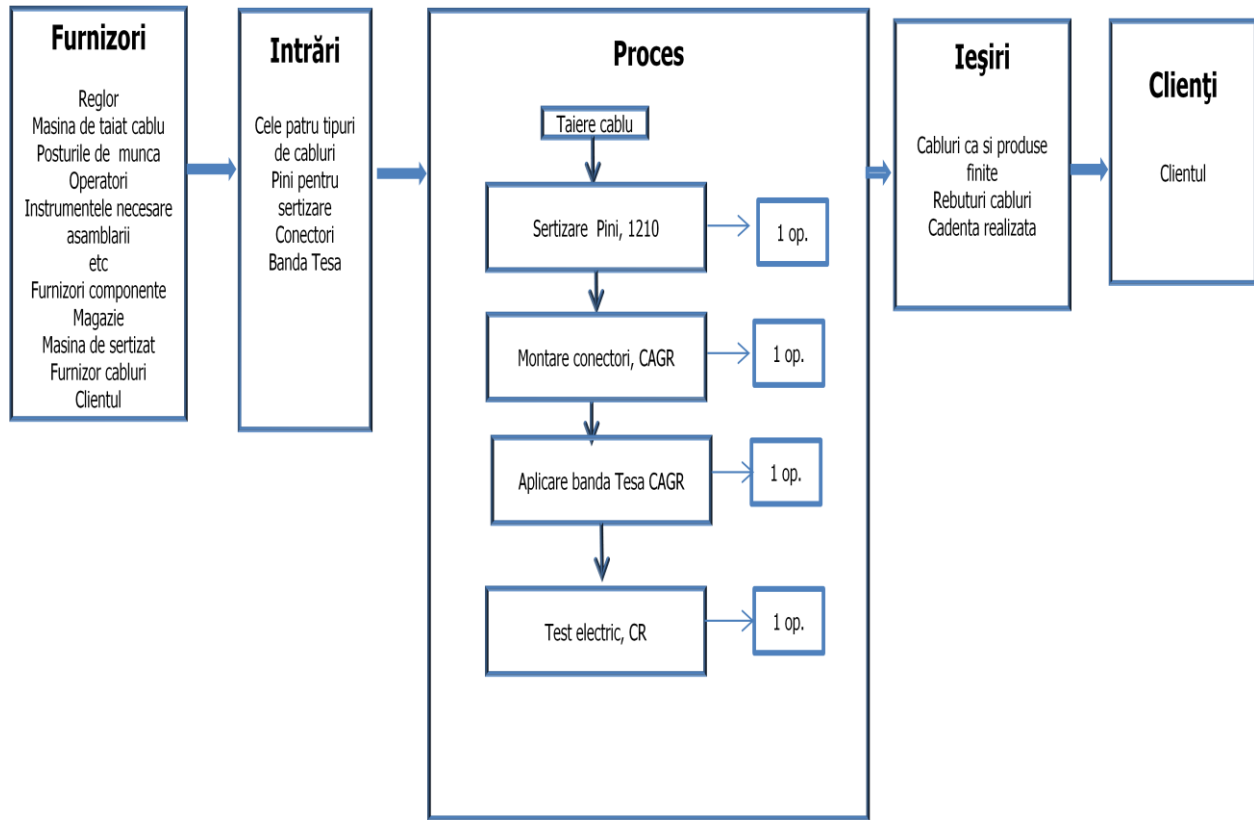 Furnizori
Reglor
Masina de taiat cablu
Posturile de munca
Operatori
Instrumentele necesare
asamblarii
etc
Furnizori componente
Magazie
Masina de sertizat
Furnizor cabluri
Clientul
Intrări
Cele patru tipuri
de cabluri
Pini pentru
sertizare
Conectori
Banda Tesa
Proces
Taiere cablu
Sertizare Pini, 1210
1 op.
Montare conectori, CAGR
1 op.
Aplicare banda Tesa CAGR
1 op.
Test electric, CR
1 op.
Ieşiri
Cabluri ca si produse
finite
Rebuturi cabluri
Cadenta realizata
Clienţi
Clientul